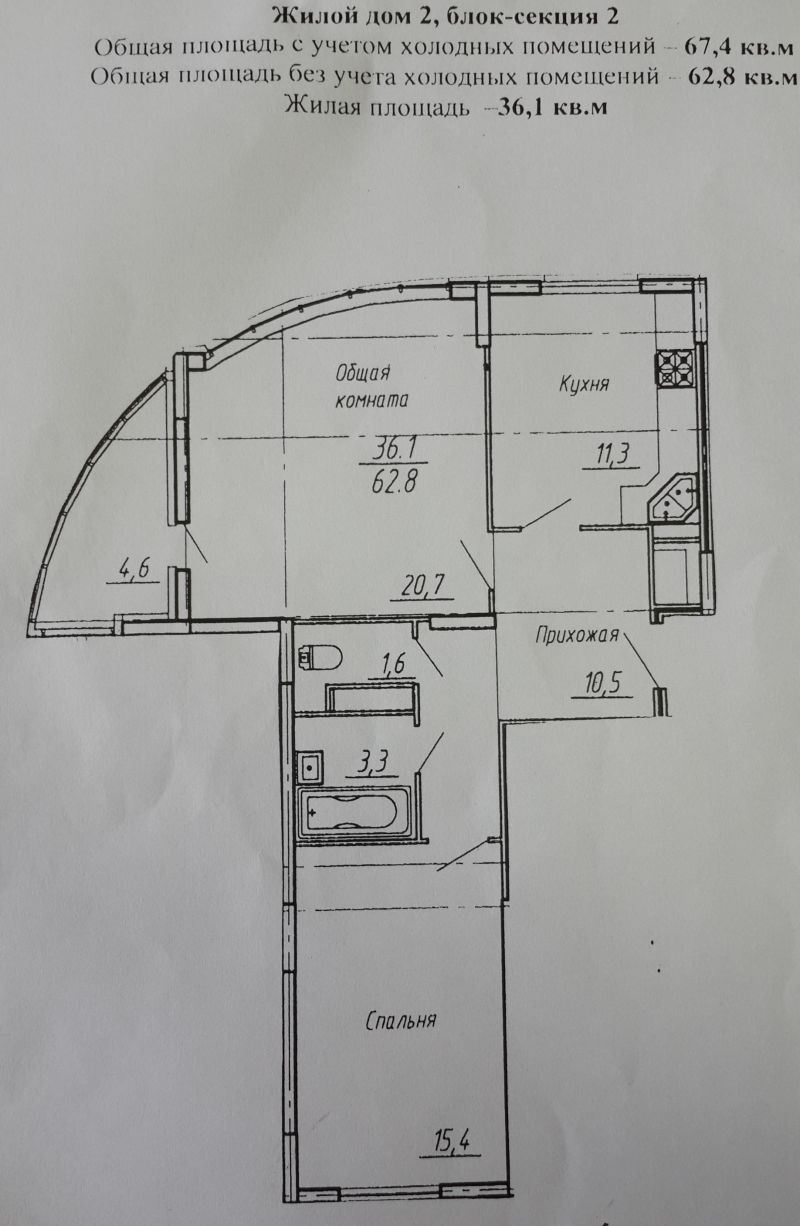 Жилой дом 2, блок-секция 2
Общая площадь с учетом холодных помещений – 67,4 кв.м
Общая площадь без учета холодных помещений – 62,8 кв.м
Жилая площадь –36,1 кв.м
Общая
комната
Кухня
36.1
62.8
11,3
4,6
20,7
Прихожая
1,6
10,5
3,3
Спальня
15,4